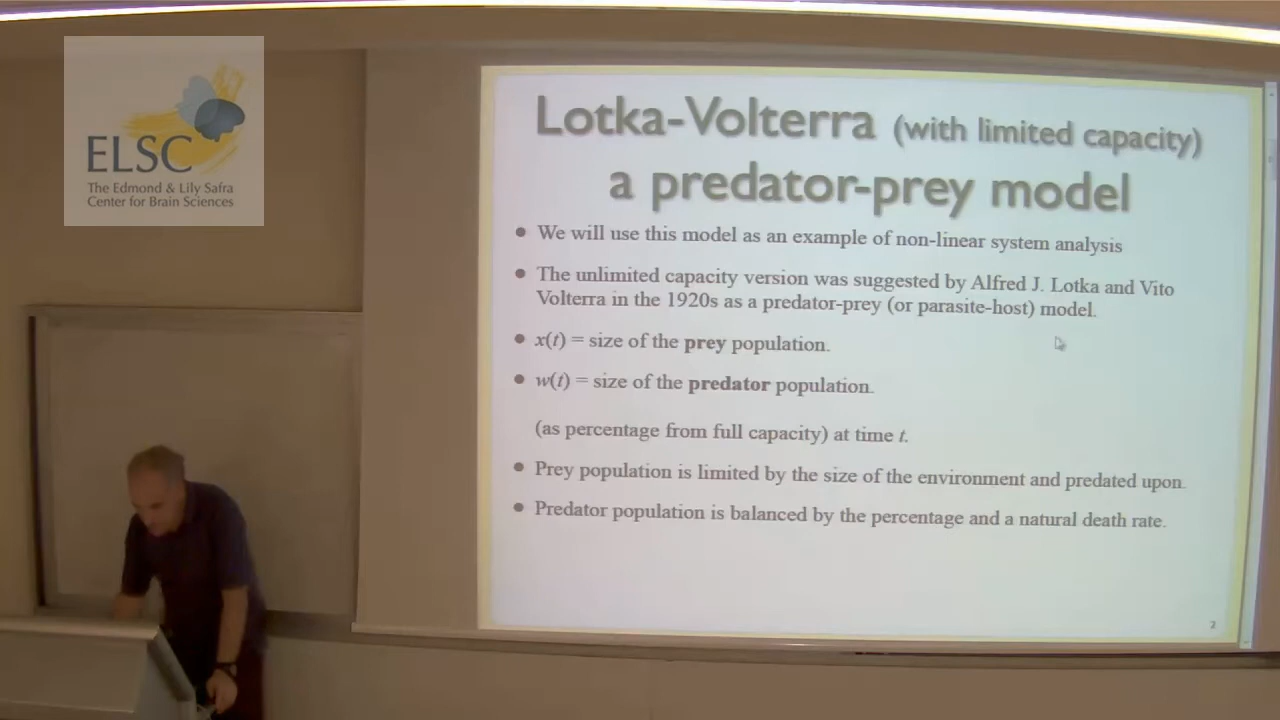 ELSC
The Edmond & Lily Safra
Center for Brain Sciences
Lotka-Volterra (with limited capacity)
a predator-prey model
• We will use this model as an example of non-linear system analysis
• The unlimited capacity version was suggested by Alfred J. Lotka and Vito
Volterra in the 1920s as a predator-prey (or parasite-host) model.
• x(t) = size of the prey population.
• w(t) = size of the predator population.
(as percentage from full capacity) at time t.
• Prey population is limited by the size of the environment and predated upon.
• Predator population is balanced by the percentage and a natural death rate.
2